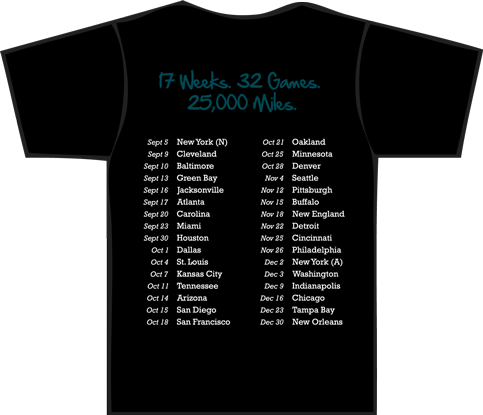 17 Weeks. 32 Games.
25,000 Miles.
Sept 5 New York (N)
Sept 9 Cleveland
Sept 10 Baltimore
Sept 13 Green Bay
Sept 16 Jacksonville
Sept 17 Atlanta
Sept 20 Carolina
Sept 23 Miami
Sept 30 Houston
Oct 1 Dallas
Oct 4 St. Louis
Oct 7 Kansas City
Oct 11 Tennessee
Oct 14 Arizona
Oct 15 San Diego
Oct 18 San Francisco
Oct 21 Oakland
Oct 25 Minnesota
Oct 28 Denver
Nov 4 Seattle
Nov 12 Pittsburgh
Nov 15 Buffalo
Nov 18 New England
Nov 22 Detroit
Nov 25 Cincinnati
Nov 26 Philadelphia
Dec 2 New York (A)
Dec 3 Washington
Dec 9 Indianapolis
Dec 16 Chicago
Dec 23 Tampa Bay
Dec 30 New Orleans